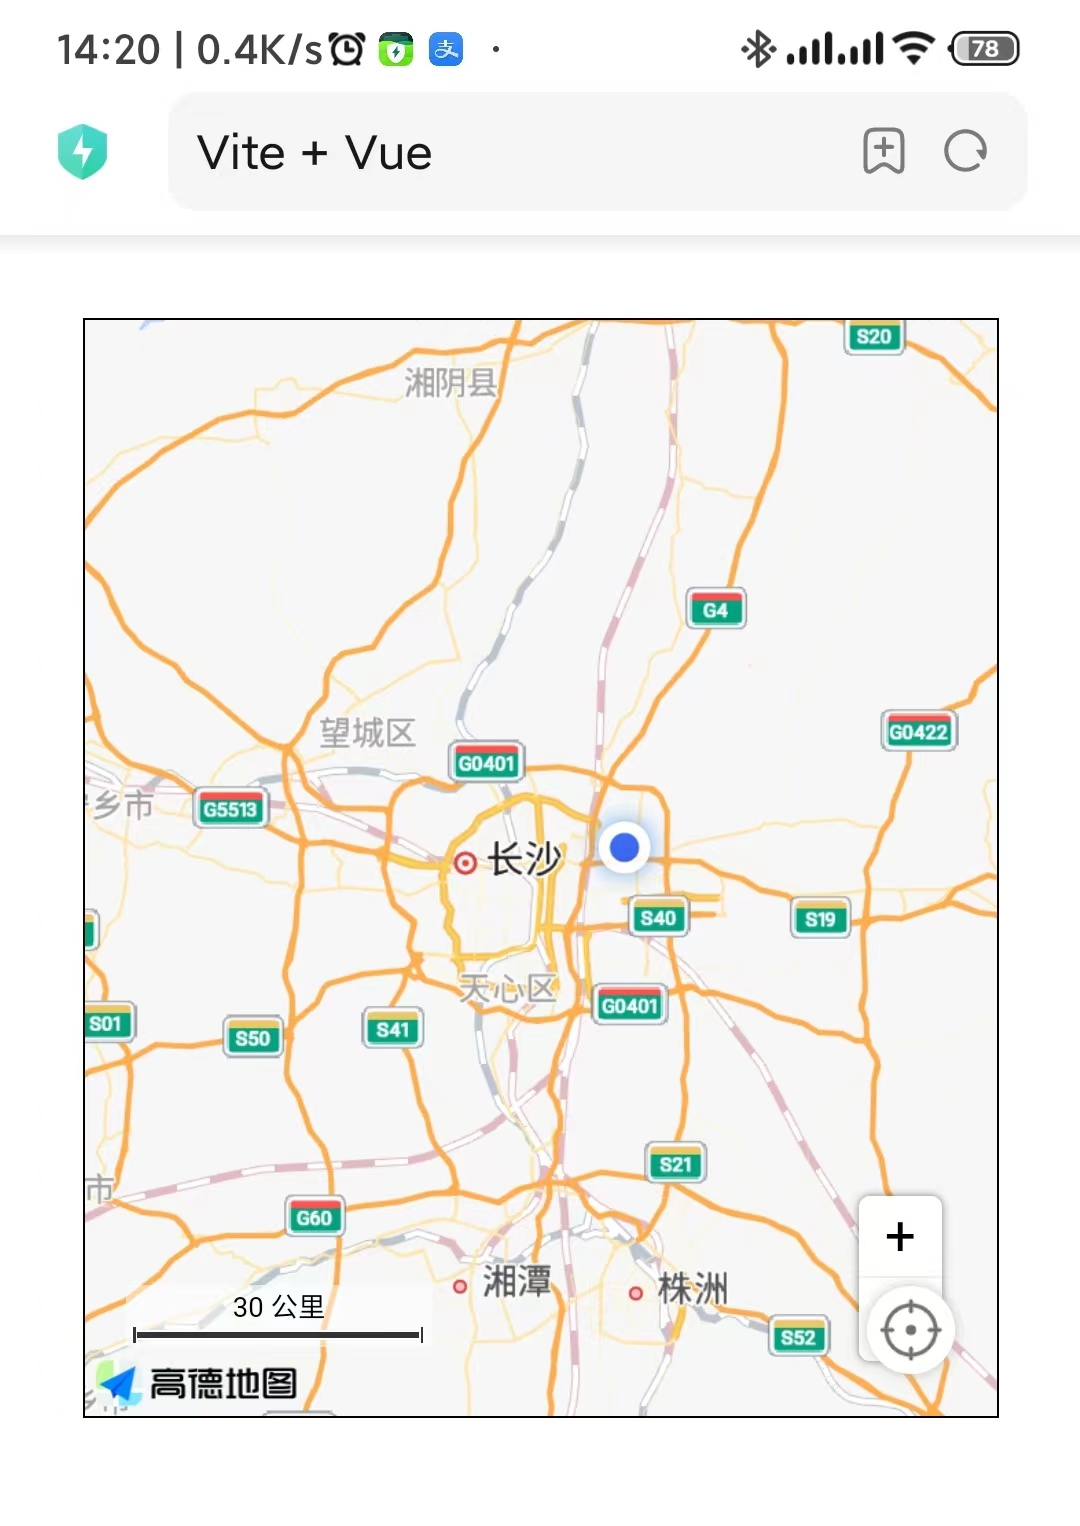 14:20 | 0.4K/s
78
Vite + Vue
S20
湘阴县
G4
望城区
G0422
G0401
乡市
G5513
长沙
S40
S19
天心区
G0401
S01
S50
S41
S21
市
G60
湘潭
株洲
30 公里
S52
高德地图